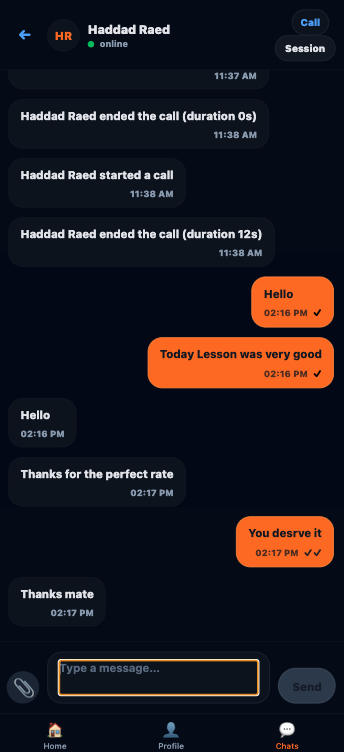 Haddad Raed
HR
online
Call
Session
11:37 AM
Haddad Raed ended the call (duration 0s)
11:38 AM
Haddad Raed started a call
11:38 AM
Haddad Raed ended the call (duration 12s)
11:38 AM
Hello
02:16 PM
Today Lesson was very good
02:16 PM
Hello
02:16 PM
Thanks for the perfect rate
02:17 PM
You desrve it
02:17 PM
Thanks mate
02:17 PM
Type a message...
Send
Home
Profile
Chats